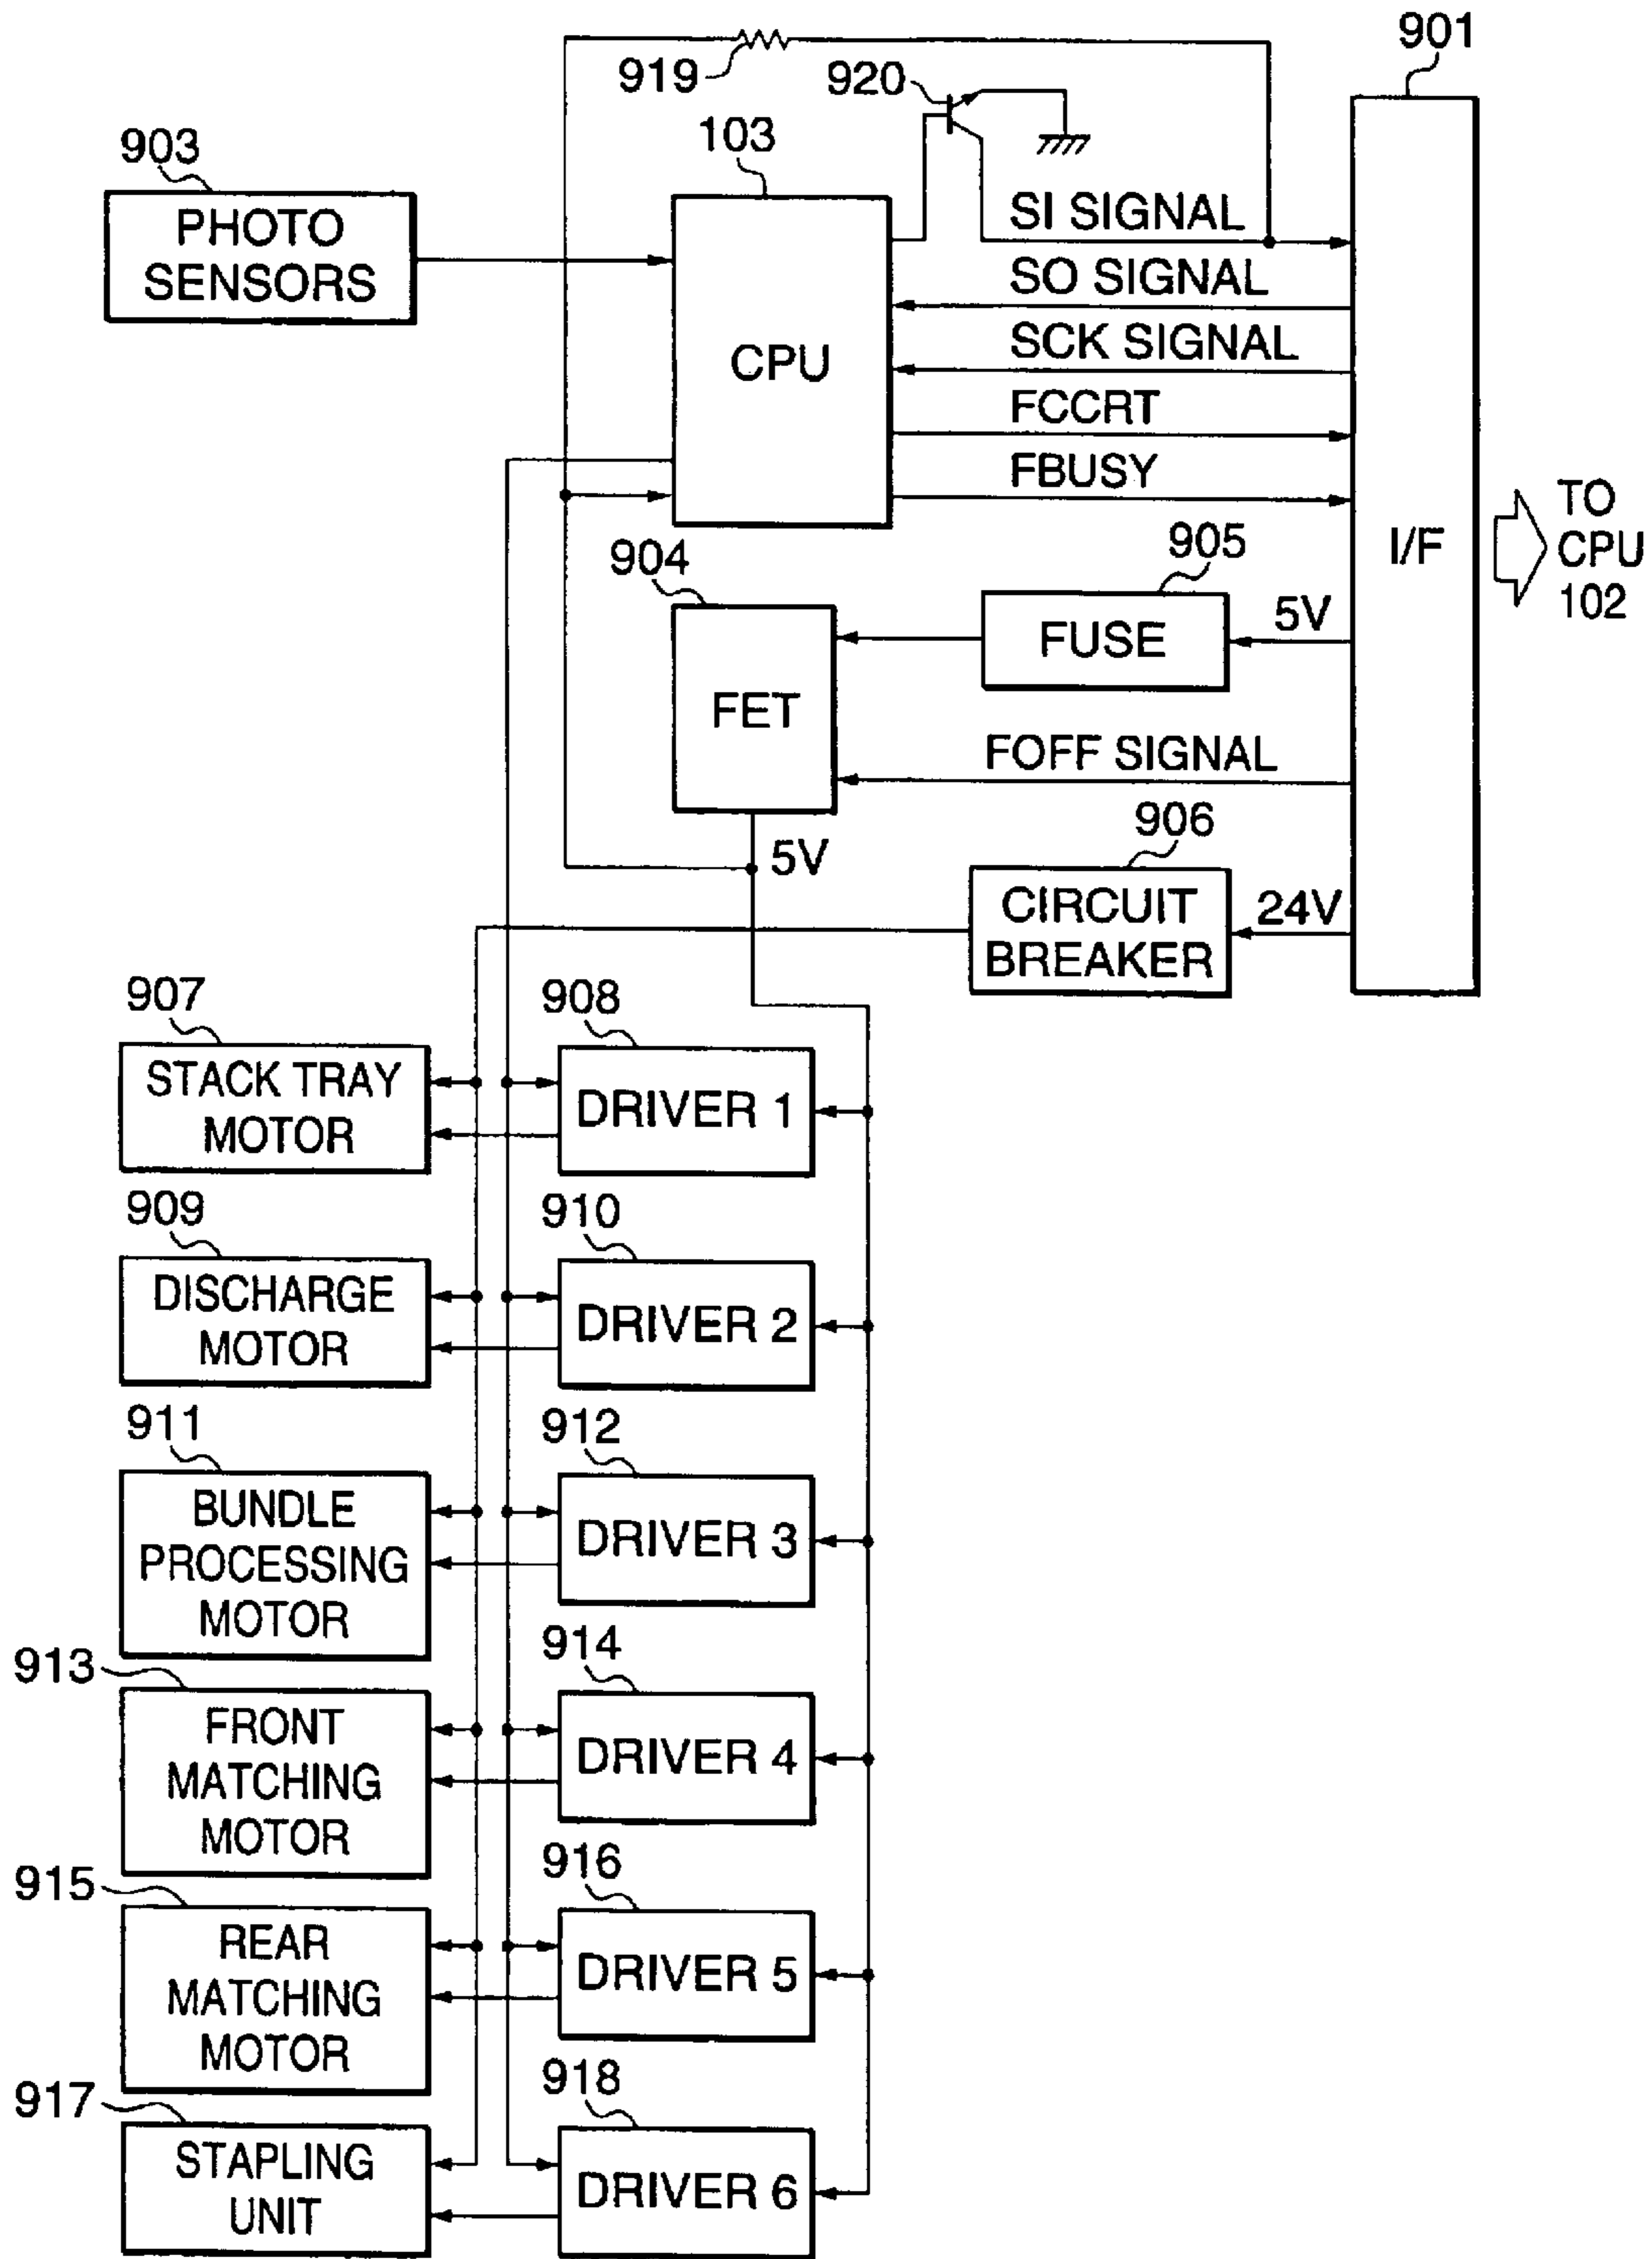 901
919
920
103
903
PHOTO
SENSORS
CPU
SI SIGNAL
SO SIGNAL
SCK SIGNAL
FCCRT
FBUSY
I/F
TO
CPU
102
904
905
FET
FUSE
5V
FOFF SIGNAL
906
5V
CIRCUIT
BREAKER
24V
907
STACK TRAY
MOTOR
908
DRIVER 1
909
DISCHARGE
MOTOR
910
DRIVER 2
911
BUNDLE
PROCESSING
MOTOR
912
DRIVER 3
913
FRONT
MATCHING
MOTOR
914
DRIVER 4
915
REAR
MATCHING
MOTOR
916
DRIVER 5
917
STAPLING
UNIT
918
DRIVER 6